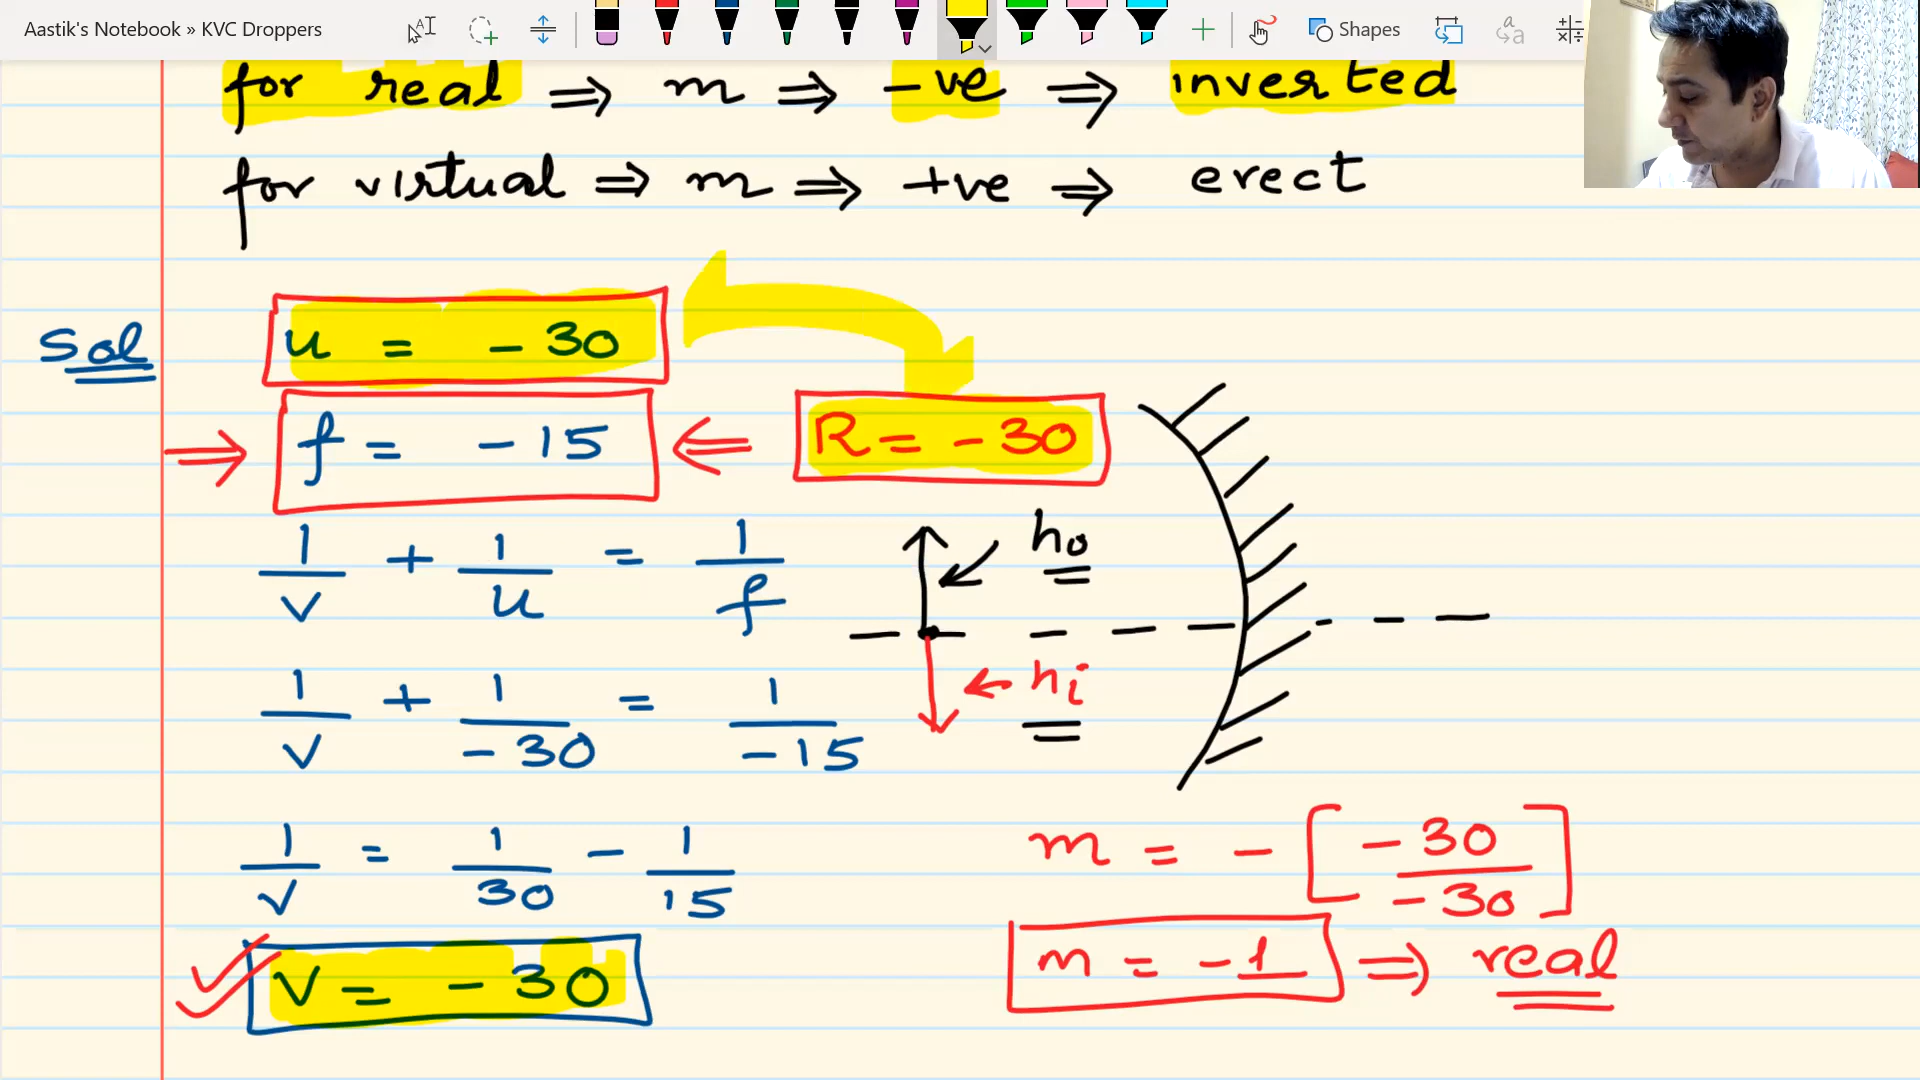 Aastik's Notebook » KVC Droppers
Shapes
for real ⇒ m ⇒ -ve ⇒ inverted
for virtual ⇒ m ⇒ +ve ⇒ erect
Sol
u = - 30
⇒ f = - 15 ⇐ R = - 30
1/v + 1/u = 1/f
ho
hi
1/v + 1/-30 = 1/-15
1/v = 1/30 - 1/15
m = - [-30/-30]
v = - 30
m = - 1 ⇒ real